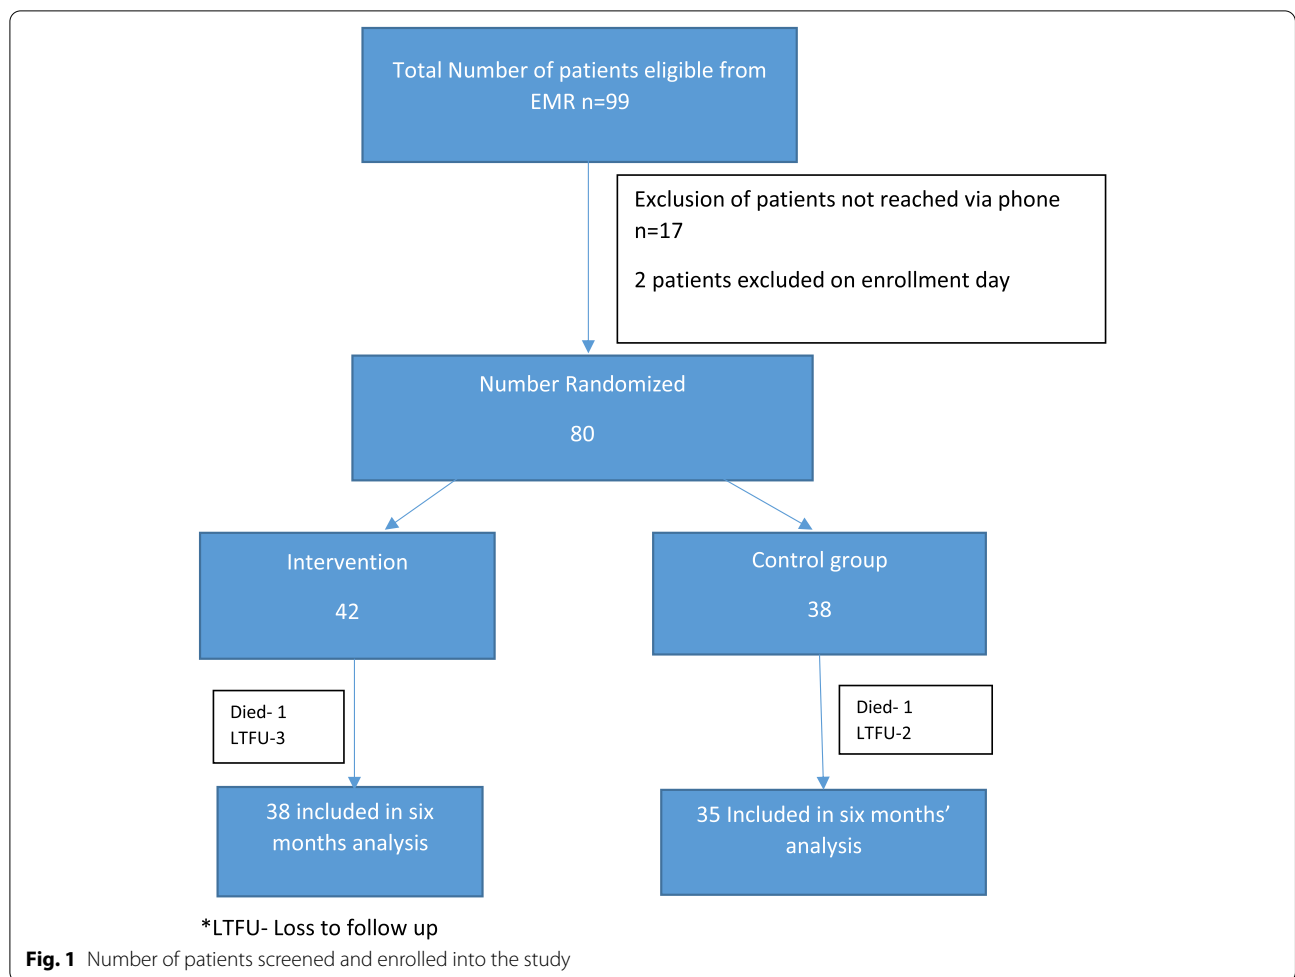 Total Number of patients eligible from
EMR n=99
Exclusion of patients not reached via phone
n=17
2 patients excluded on enrollment day
Number Randomized
80
Intervention
42
Control group
38
Died- 1
LTFU-3
Died- 1
LTFU-2
38 included in six
months analysis
35 Included in six months’
analysis
*LTFU- Loss to follow up
Fig. 1 Number of patients screened and enrolled into the study